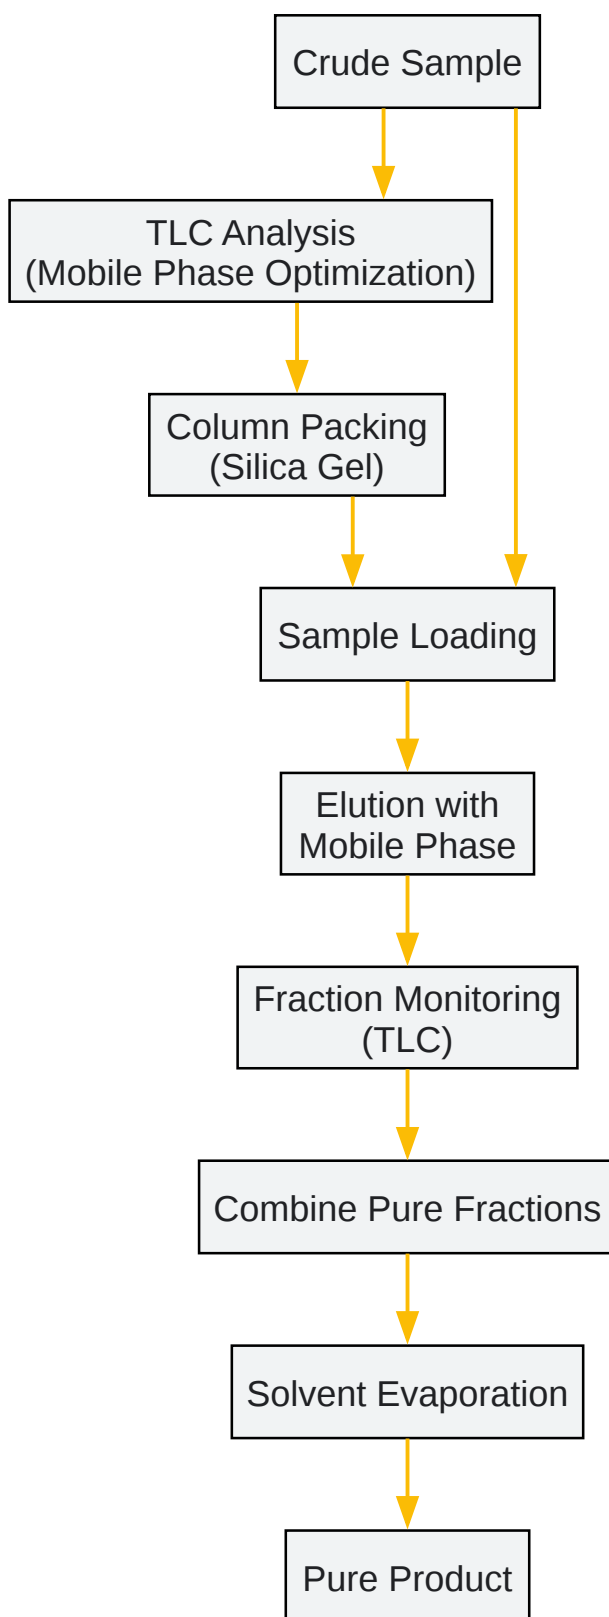 Crude Sample
TLC Analysis
(Mobile Phase Optimization)
Column Packing
(Silica Gel)
Sample Loading
Elution with
Mobile Phase
Fraction Monitoring
(TLC)
Combine Pure Fractions
Solvent Evaporation
Pure Product